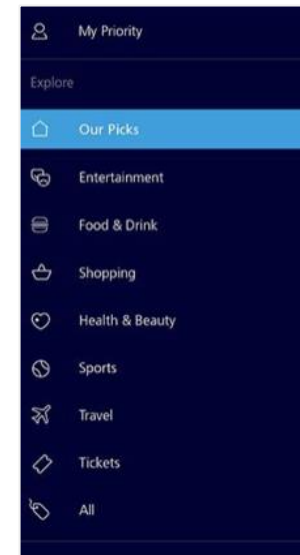 My Priority
Explore
Our Picks
Entertainment
Food & Drink
Shopping
Health & Beauty
Sports
Travel
Tickets
All